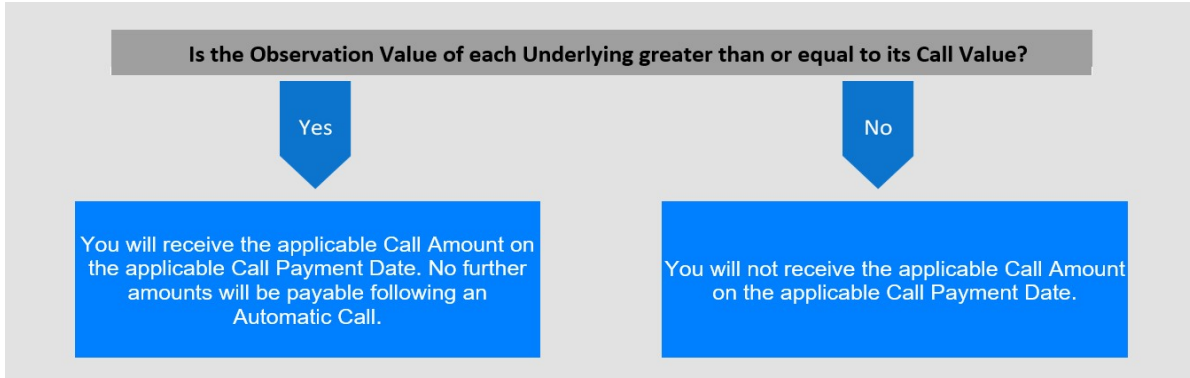 Is the Observation Value of each Underlying greater than or equal to its Call Value?
Yes
No
You will receive the applicable Call Amount on
the applicable Call Payment Date. No further
amounts will be payable following an
Automatic Call.
You will not receive the applicable Call Amount
on the applicable Call Payment Date.